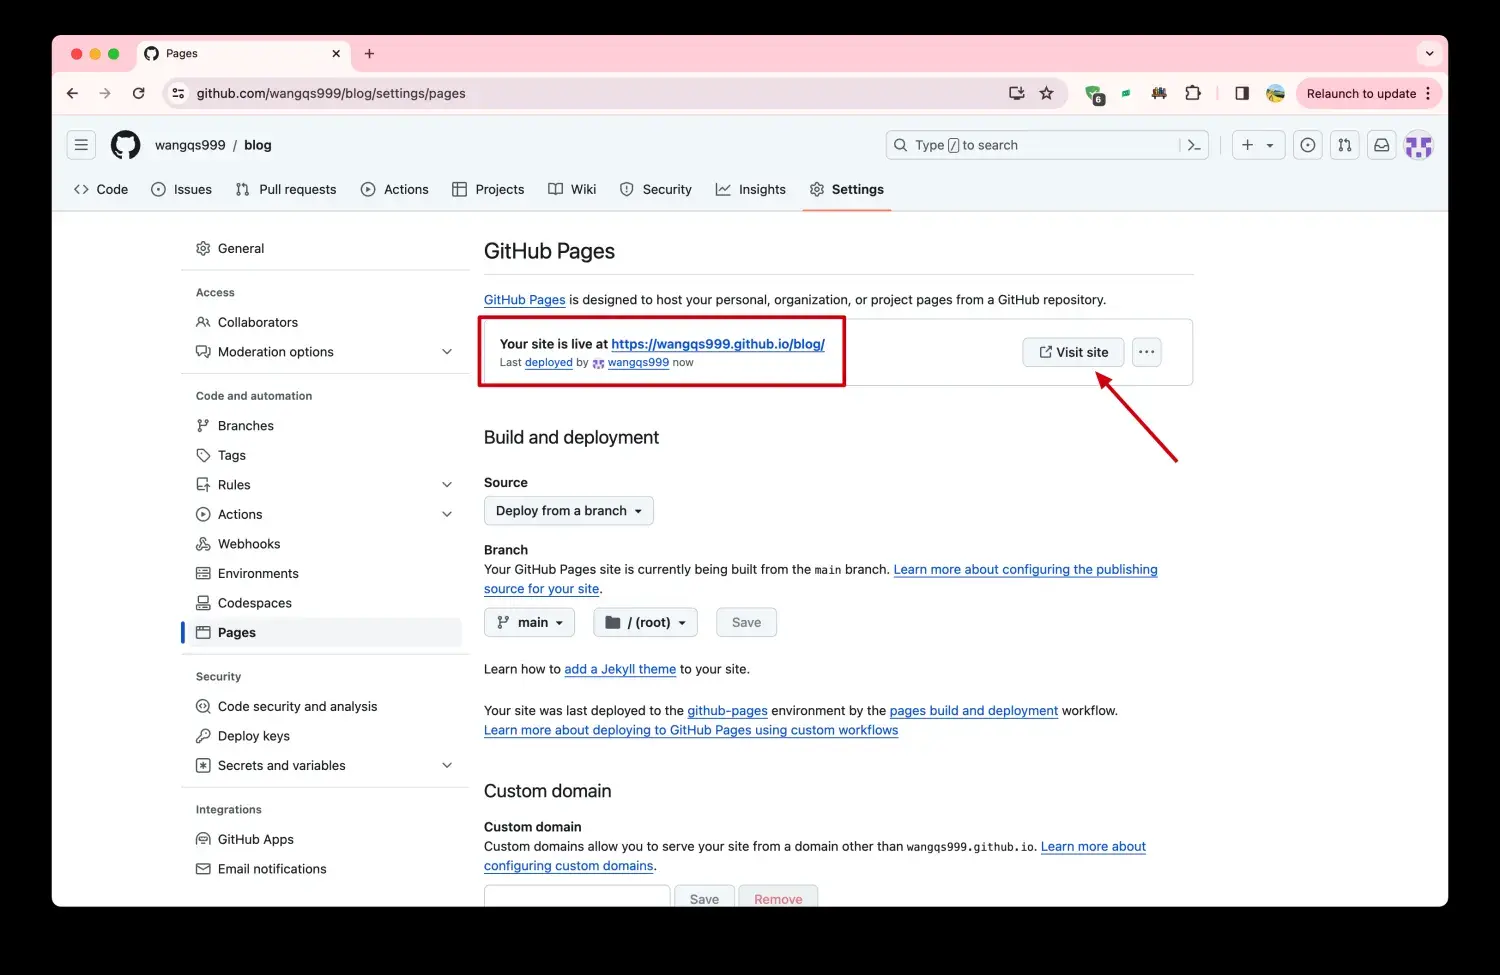 Pages
github.com/wangqs999/blog/settings/pages
6
Relaunch to update
wangqs999 / blog
Type / to search
Code
Issues
Pull requests
Actions
Projects
Wiki
Security
Insights
Settings
General
Access
Collaborators
Moderation options
Code and automation
Branches
Tags
Rules
Actions
Webhooks
Environments
Codespaces
Pages
Security
Code security and analysis
Deploy keys
Secrets and variables
Integrations
GitHub Apps
Email notifications
GitHub Pages
GitHub Pages is designed to host your personal, organization, or project pages from a GitHub repository.
Your site is live at https://wangqs999.github.io/blog/
Last deployed by wangqs999 now
Visit site
Build and deployment
Source
Deploy from a branch
Branch
Your GitHub Pages site is currently being built from the main branch. Learn more about configuring the publishing
source for your site.
main
/ (root)
Save
Learn how to add a Jekyll theme to your site.
Your site was last deployed to the github-pages environment by the pages build and deployment workflow.
Learn more about deploying to GitHub Pages using custom workflows
Custom domain
Custom domain
Custom domains allow you to serve your site from a domain other than wangqs999.github.io. Learn more about
configuring custom domains.
Save
Remove